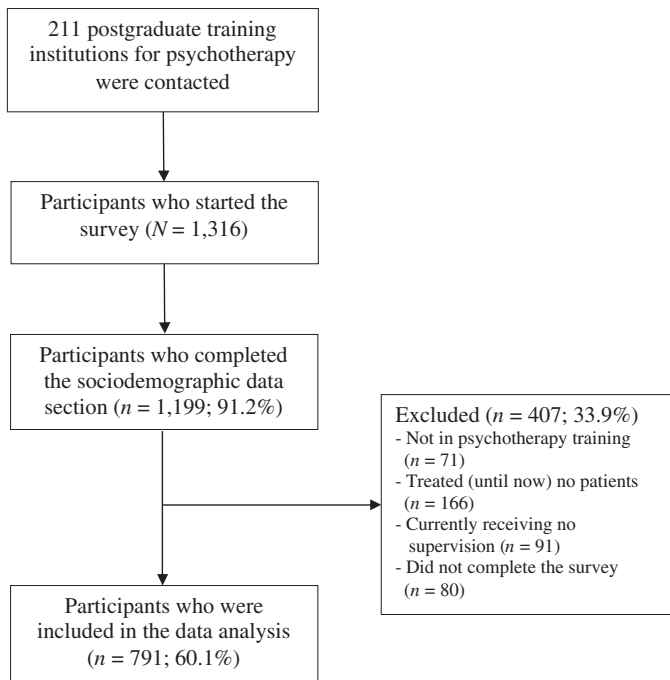 211 postgraduate training
institutions for psychotherapy
were contacted
Participants who started the
survey (N = 1,316)
Participants who completed
the sociodemographic data
section (n = 1,199; 91.2%)
Excluded (n = 407; 33.9%)
- Not in psychotherapy training
(n = 71)
- Treated (until now) no patients
(n = 166)
- Currently receiving no
supervision (n = 91)
- Did not complete the survey
(n = 80)
Participants who were
included in the data analysis
(n = 791; 60.1%)